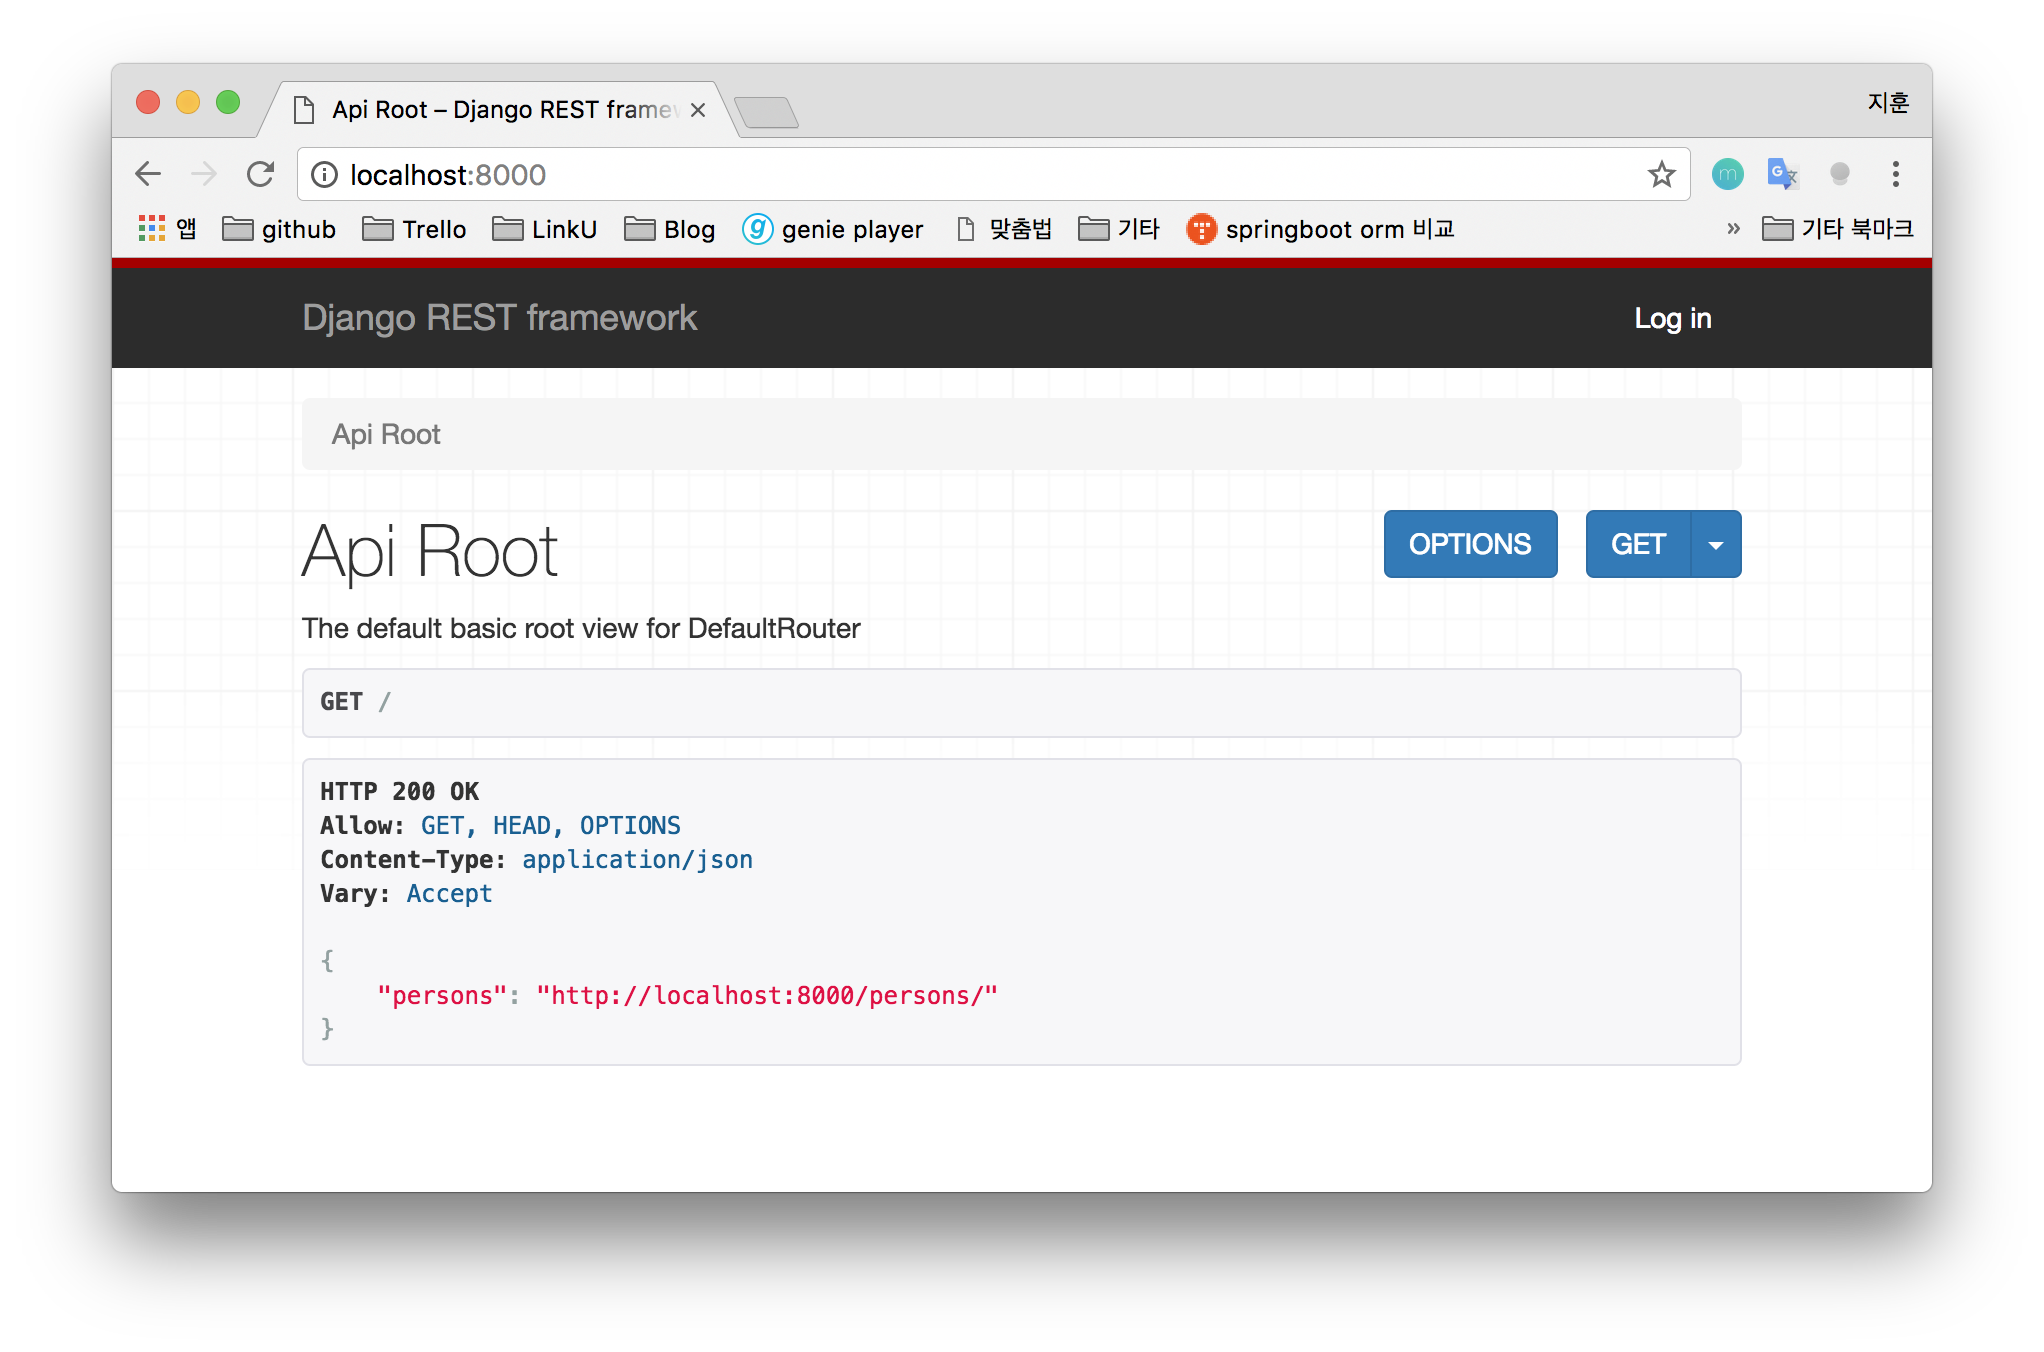 Api Root – Django REST framew
지훈
localhost:8000
앱 github Trello LinkU Blog genie player 맞춤법 기타 springboot orm 비교 » 기타 북마크
Django REST framework Log in
Api Root
Api Root OPTIONS GET
The default basic root view for DefaultRouter
GET /
HTTP 200 OK
Allow: GET, HEAD, OPTIONS
Content-Type: application/json
Vary: Accept
{
"persons": "http://localhost:8000/persons/"
}